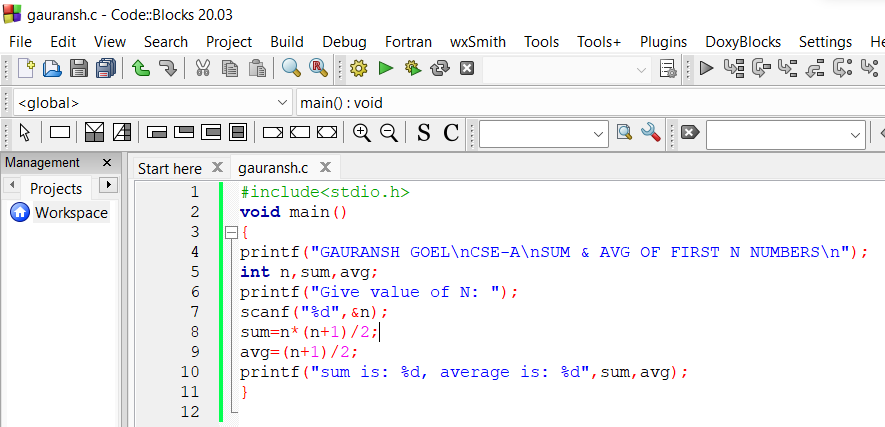 gauransh.c - Code::Blocks 20.03
File Edit View Search Project Build Debug Fortran wxSmith Tools Tools+ Plugins DoxyBlocks Settings He
<global> main() : void
S C
Management
Start here gauransh.c
Projects
Workspace
1 #include<stdio.h>
2 void main()
3 {
4 printf("GAURANSH GOEL\nCSE-A\nSUM & AVG OF FIRST N NUMBERS\n");
5 int n,sum,avg;
6 printf("Give value of N: ");
7 scanf("%d",&n);
8 sum=n*(n+1)/2;
9 avg=(n+1)/2;
10 printf("sum is: %d, average is: %d",sum,avg);
11 }
12